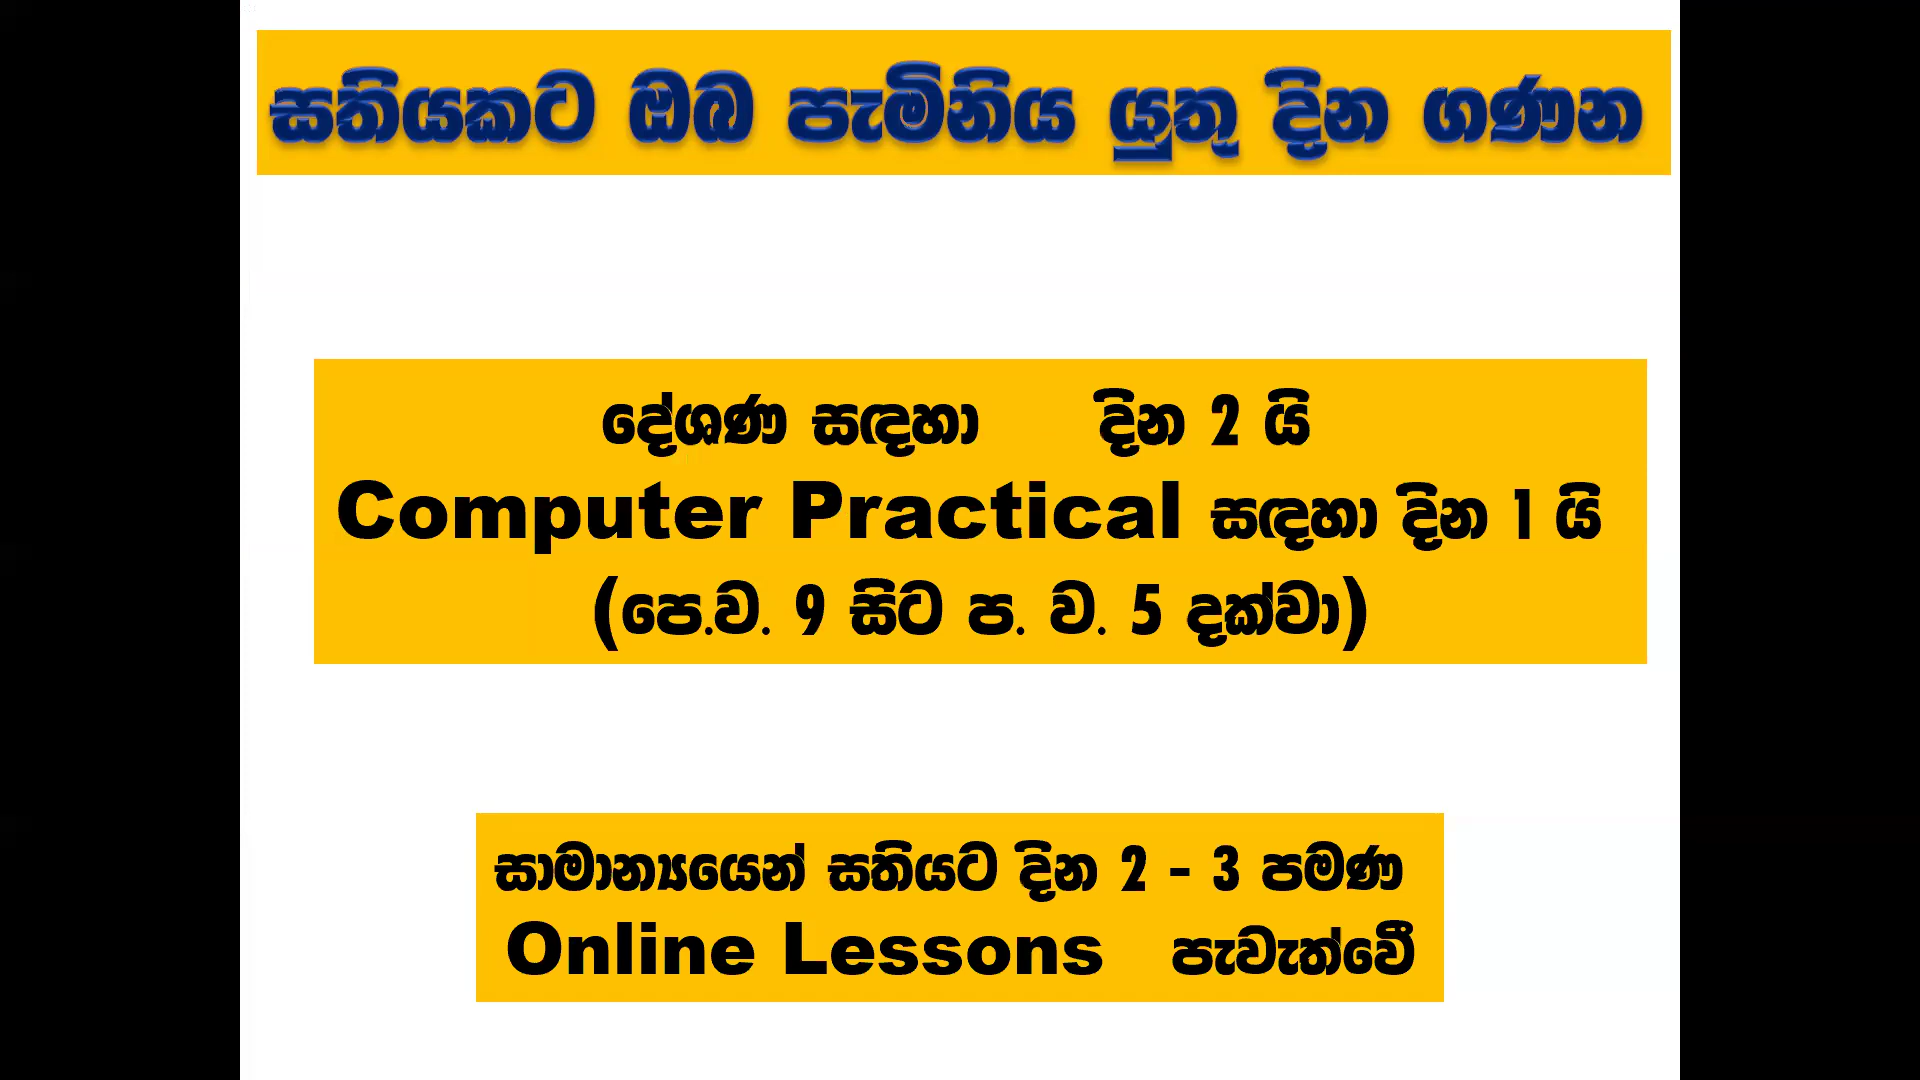 සතියකට ඔබ පැමිනිය යුතු දින ගණන
දේශණ සඳහා දින 2 යි
Computer Practical සඳහා දින 1 යි
(පෙ.ව. 9 සිට ප. ව. 5 දක්වා)
සාමාන්‍යයෙන් සතියට දින 2 - 3 පමණ
Online Lessons පැවැත්වේී